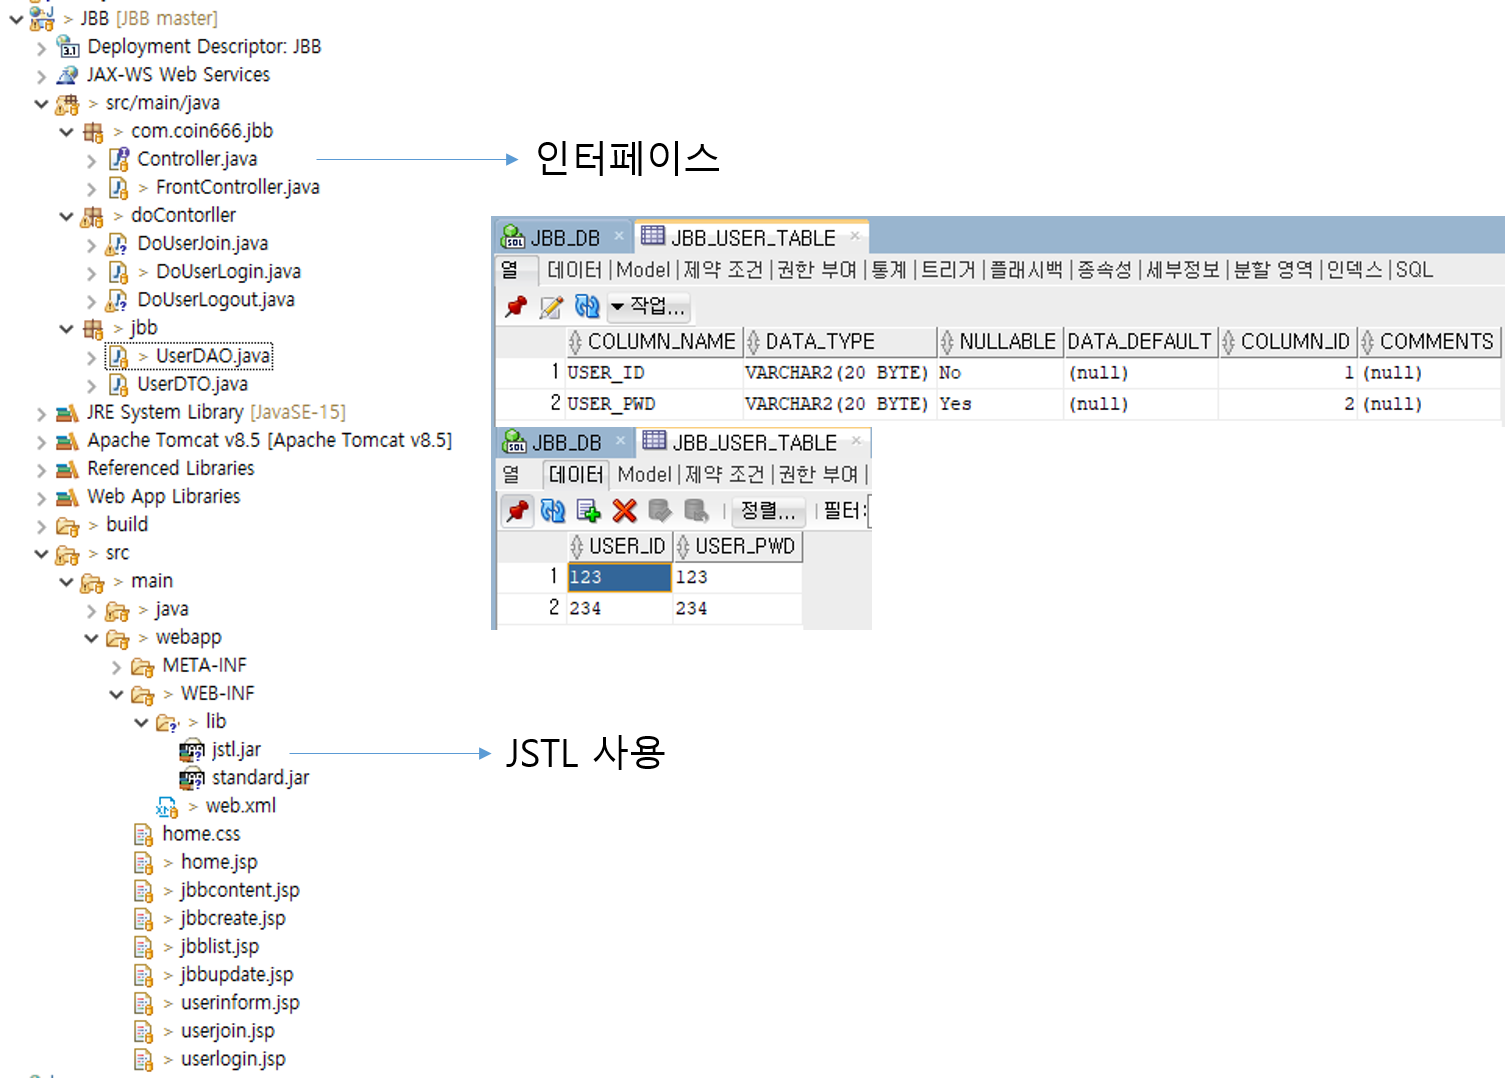 > JBB [JBB master]
Deployment Descriptor: JBB
JAX-WS Web Services
> src/main/java
> com.coin666.jbb
Controller.java
> FrontController.java
> doContorller
DoUserJoin.java
> DoUserLogin.java
DoUserLogout.java
> jbb
> UserDAO.java
UserDTO.java
JRE System Library [JavaSE-15]
Apache Tomcat v8.5 [Apache Tomcat v8.5]
Referenced Libraries
Web App Libraries
> build
> src
> main
> java
> webapp
META-INF
> WEB-INF
> lib
jstl.jar
standard.jar
> web.xml
home.css
> home.jsp
> jbbcontent.jsp
> jbbcreate.jsp
> jbblist.jsp
> jbbupdate.jsp
> userinform.jsp
> userjoin.jsp
> userlogin.jsp
인터페이스
JBB_DB × JBB_USER_TABLE ×
열 데이터 | Model | 제약 조건 | 권한 부여 | 통계 | 트리거 | 플래시백 | 종속성 | 세부정보 | 분할 영역 | 인덱스 | SQL
작업...
COLUMN_NAME DATA_TYPE NULLABLE DATA_DEFAULT COLUMN_ID COMMENTS
1 USER_ID VARCHAR2(20 BYTE) No (null) 1 (null)
2 USER_PWD VARCHAR2(20 BYTE) Yes (null) 2 (null)
JBB_DB × JBB_USER_TABLE ×
열 데이터 Model | 제약 조건 | 권한 부여 |
정렬... 필터:
USER_ID USER_PWD
1 123 123
2 234 234
JSTL 사용